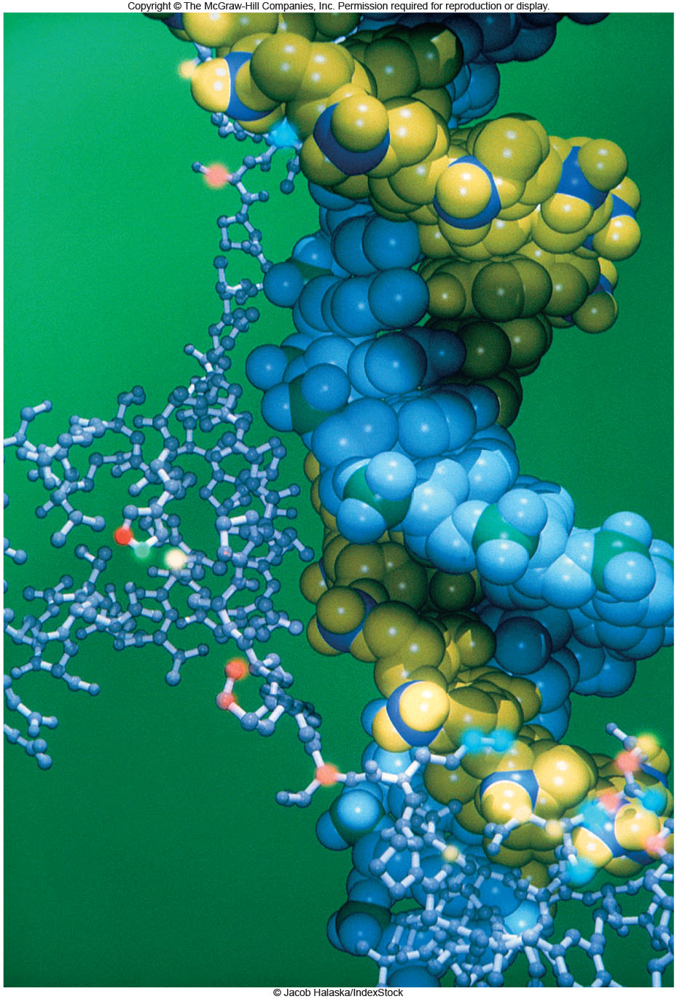 Copyright © The McGraw-Hill Companies, Inc. Permission required for reproduction or display.
© Jacob Halaska/IndexStock